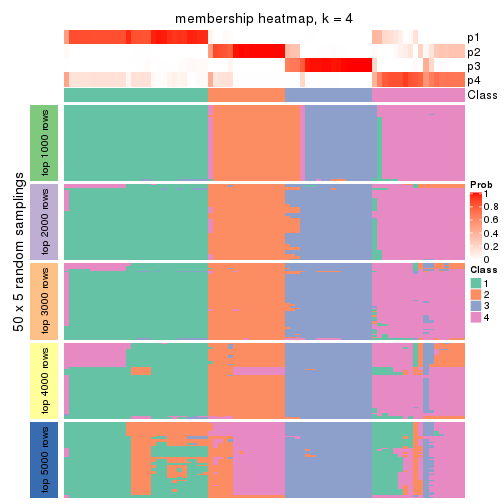 membership heatmap, k = 4
p1
p2
p3
p4
Class
50 x 5 random samplings
top 1000 rows
top 2000 rows
top 3000 rows
top 4000 rows
top 5000 rows
Prob
1
0.8
0.6
0.4
0.2
0
Class
1
2
3
4